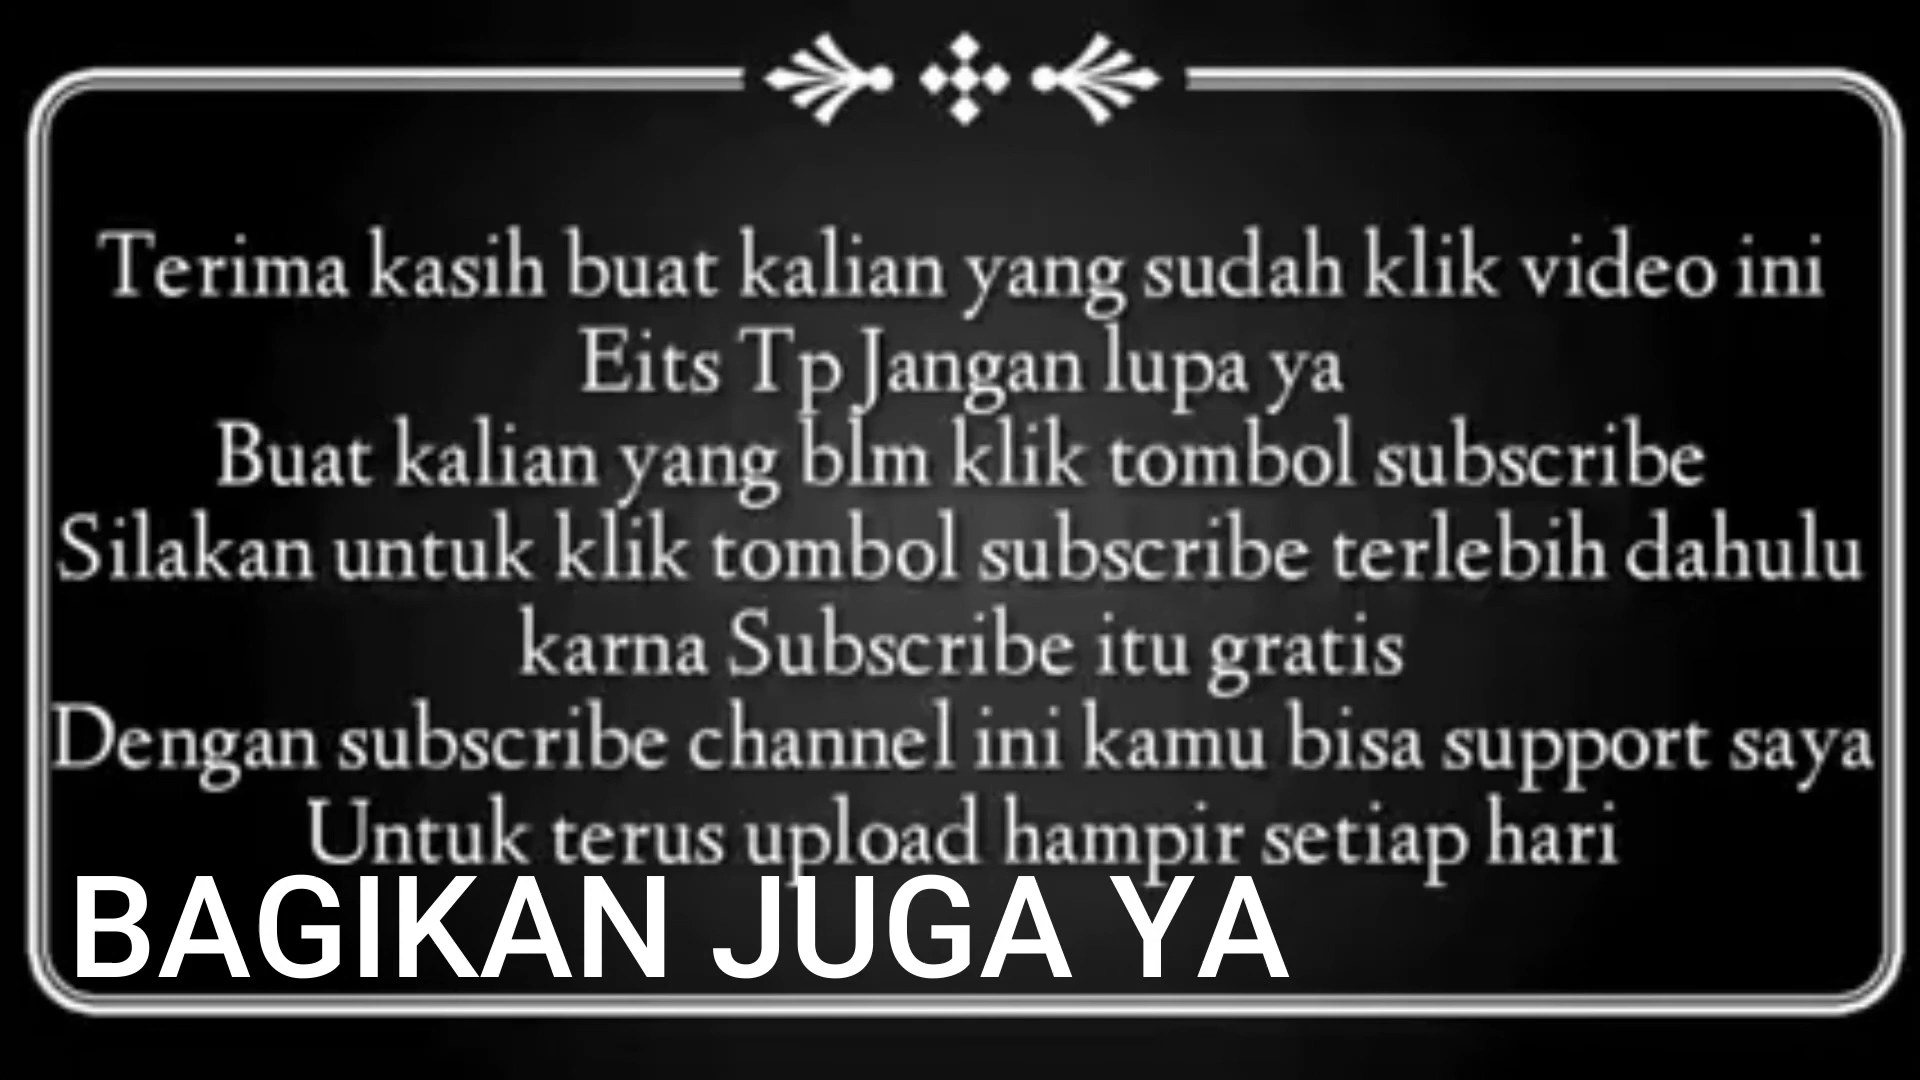 Terima kasih buat kalian yang sudah klik video ini
Eits Tp Jangan lupa ya
Buat kalian yang blm klik tombol subscribe
Silakan untuk klik tombol subscribe terlebih dahulu
karna Subscribe itu gratis
Dengan subscribe channel ini kamu bisa support saya
Untuk terus upload hampir setiap hari
BAGIKAN JUGA YA